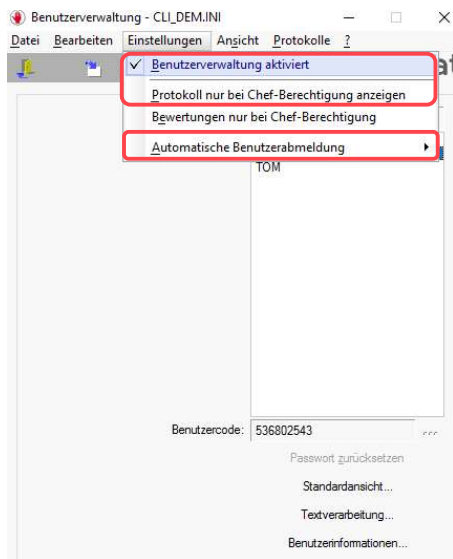 Benutzerverwaltung - CLI_DEM.INI
Datei Bearbeiten Einstellungen Ansicht Protokolle ?
Benutzerverwaltung aktiviert
Protokoll nur bei Chef-Berechtigung anzeigen
Bewertungen nur bei Chef-Berechtigung
Automatische Benutzerabmeldung
TOM
Benutzercode: 536802543
Passwort zurücksetzen
Standardansicht...
Textverarbeitung...
Benutzerinformationen...